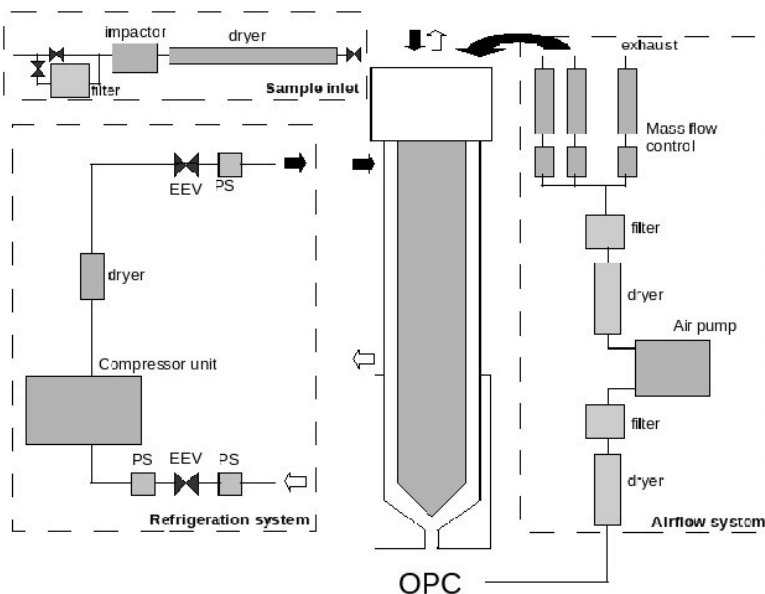 impactor
dryer
filter
Sample inlet
exhaust
Mass flow
control
EEV
PS
filter
dryer
dryer
Air pump
Compressor unit
filter
PS
EEV
PS
dryer
Refrigeration system
Airflow system
OPC